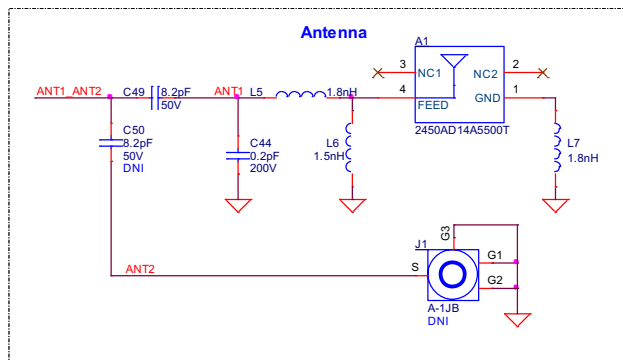 Antenna
A1
3
NC1
NC2
2
ANT1_ANT2
C49
8.2pF
50V
ANT1
L5
1.8nH
4
FEED
GND
1
2450AD14A5500T
C50
8.2pF
50V
DNI
C44
0.2pF
200V
L6
1.5nH
L7
1.8nH
G3
J1
G1
ANT2
S
G2
A-1JB
DNI